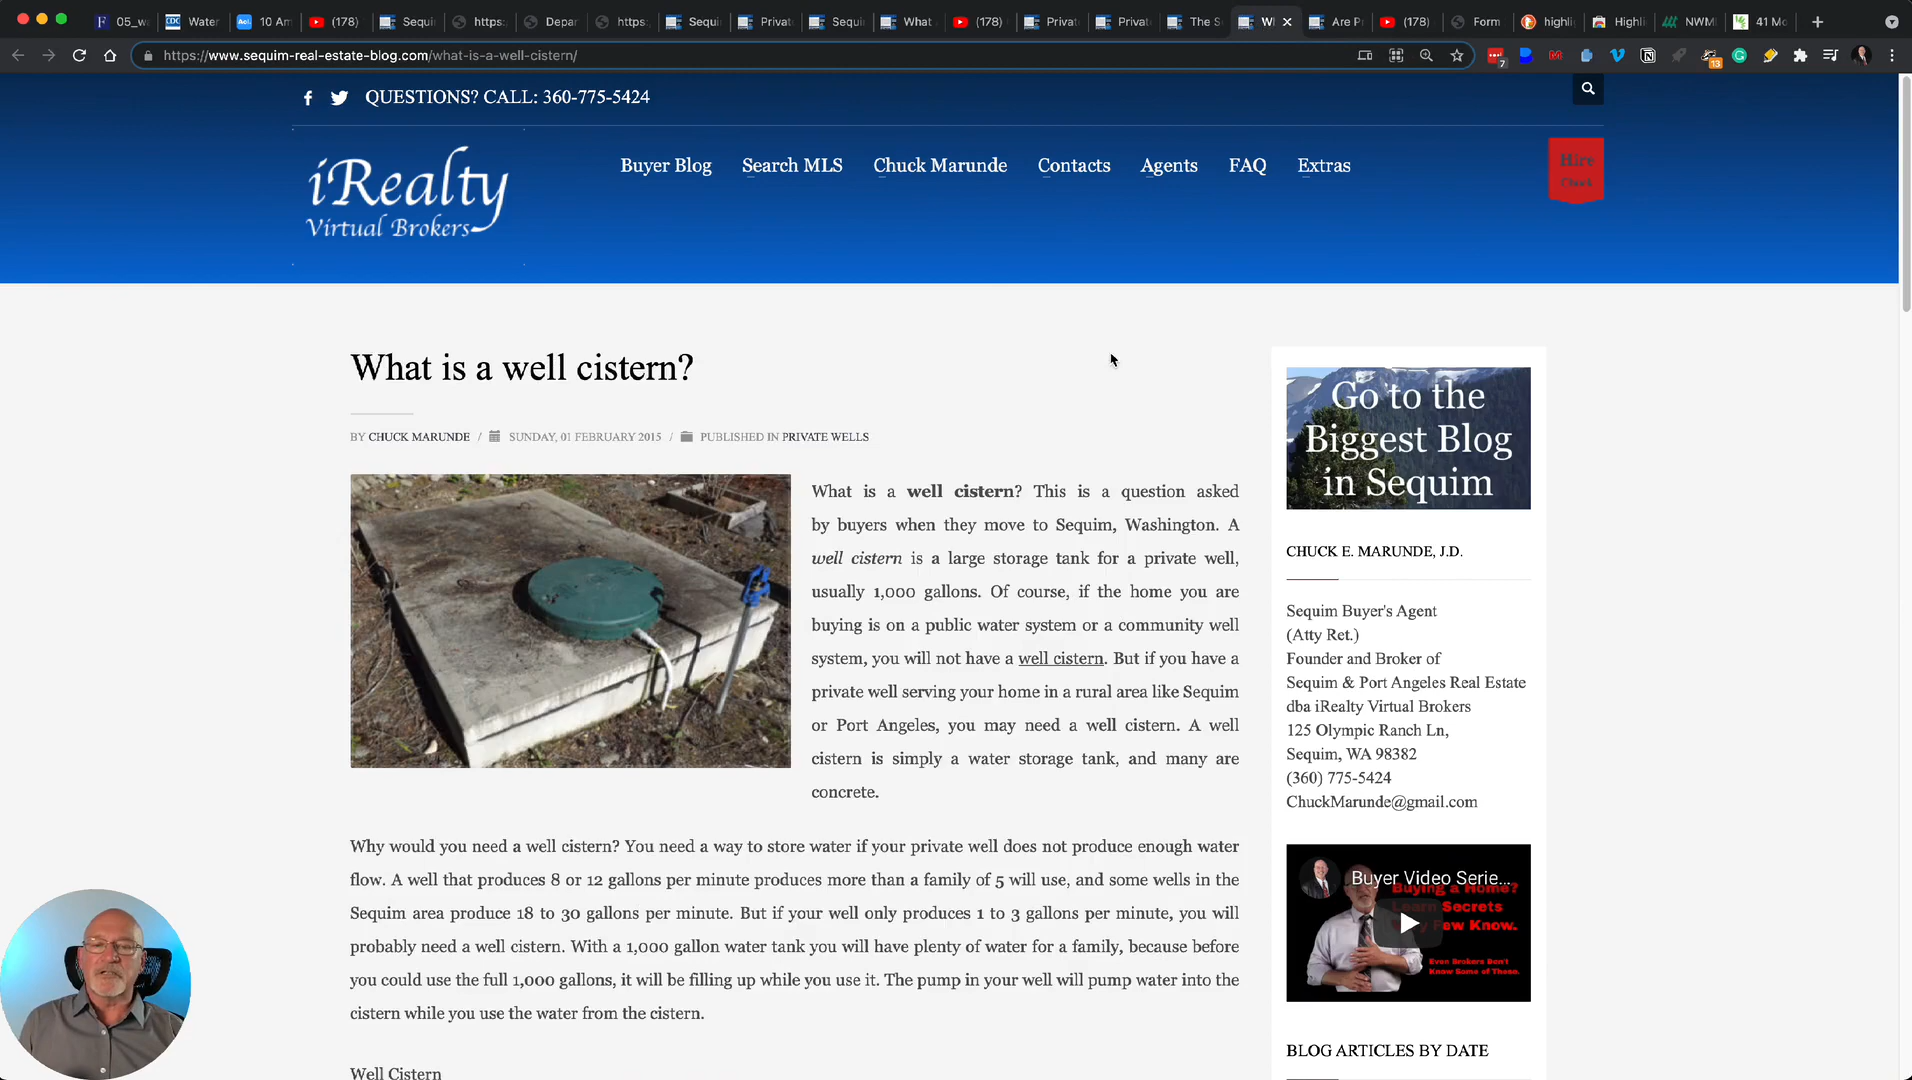 05_wa
Water
10 Am
(178)
Sequir
https:
Depar
https:
Sequir
Privat
Sequi
What
(178)
Privat
Privat
The S
W
Are P
(178)
Form
highli
Highli
NWM
41 Mo
https://www.sequim-real-estate-blog.com/what-is-a-well-cistern/
7
13
QUESTIONS? CALL: 360-775-5424
iRealty
Virtual Brokers
Buyer Blog
Search MLS
Chuck Marunde
Contacts
Agents
FAQ
Extras
Hire
Chuck
What is a well cistern?
BY CHUCK MARUNDE / SUNDAY, 01 FEBRUARY 2015 / PUBLISHED IN PRIVATE WELLS
What is a well cistern? This is a question asked
by buyers when they move to Sequim, Washington. A
well cistern is a large storage tank for a private well,
usually 1,000 gallons. Of course, if the home you are
buying is on a public water system or a community well
system, you will not have a well cistern. But if you have a
private well serving your home in a rural area like Sequim
or Port Angeles, you may need a well cistern. A well
cistern is simply a water storage tank, and many are
concrete.
Why would you need a well cistern? You need a way to store water if your private well does not produce enough water
flow. A well that produces 8 or 12 gallons per minute produces more than a family of 5 will use, and some wells in the
Sequim area produce 18 to 30 gallons per minute. But if your well only produces 1 to 3 gallons per minute, you will
probably need a well cistern. With a 1,000 gallon water tank you will have plenty of water for a family, because before
you could use the full 1,000 gallons, it will be filling up while you use it. The pump in your well will pump water into the
cistern while you use the water from the cistern.
Well Cistern
Go to the
Biggest Blog
in Sequim
CHUCK E. MARUNDE, J.D.
Sequim Buyer's Agent
(Atty Ret.)
Founder and Broker of
Sequim & Port Angeles Real Estate
dba iRealty Virtual Brokers
125 Olympic Ranch Ln,
Sequim, WA 98382
(360) 775-5424
ChuckMarunde@gmail.com
Buyer Video Serie...
Buying a Home?
Learn Secrets
Very Few Know.
Even Brokers Don't
Know Some of These.
BLOG ARTICLES BY DATE